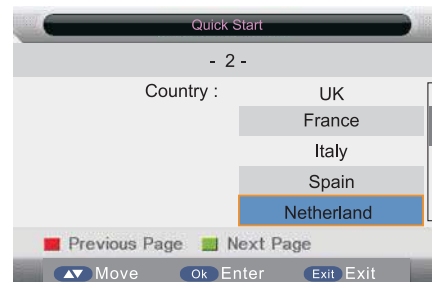 Quick Start
- 2 -
Country : UK
France
Italy
Spain
Netherland
Previous Page Next Page
Move Ok Enter Exit Exit